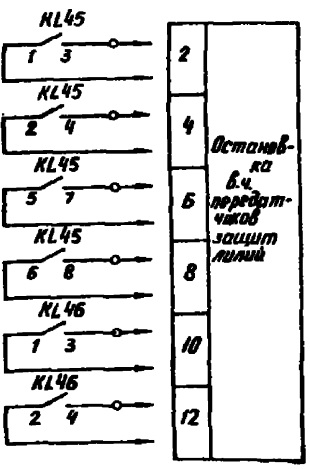 KL45
1 3
2
KL45
2 4
4
KL45
5 7
6
KL45
6 8
8
KL46
1 3
10
KL46
2 4
12
Останов-
ка
в.ч.
передат-
чиков
защит
линий